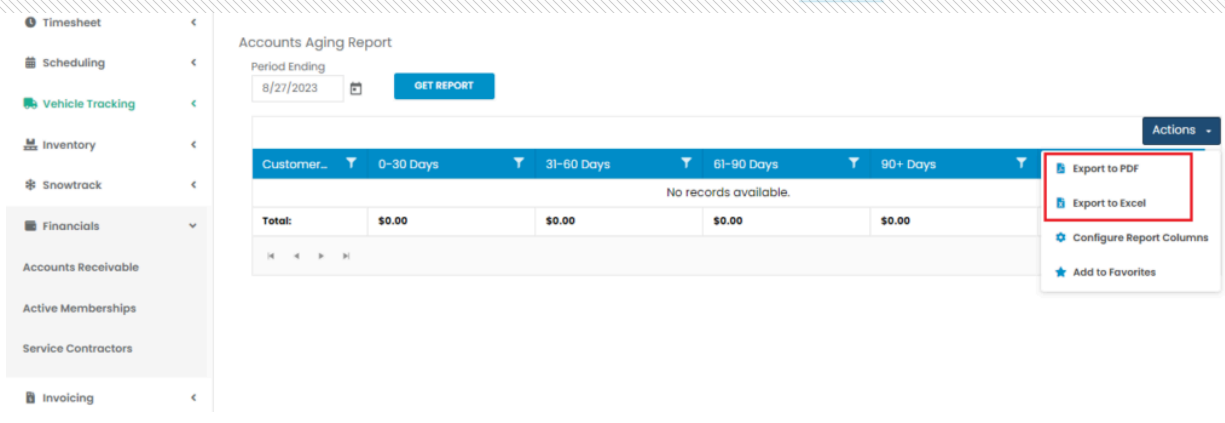 Timesheet
Scheduling
Vehicle Tracking
Inventory
Snowtrack
Financials
Accounts Receivable
Active Memberships
Service Contractors
Invoicing
Accounts Aging Report
Period Ending
8/27/2023 GET REPORT
Actions
Customer... 0-30 Days 31-60 Days 61-90 Days 90+ Days
No records available.
Total: $0.00 $0.00 $0.00 $0.00
Export to PDF
Export to Excel
Configure Report Columns
Add to Favorites